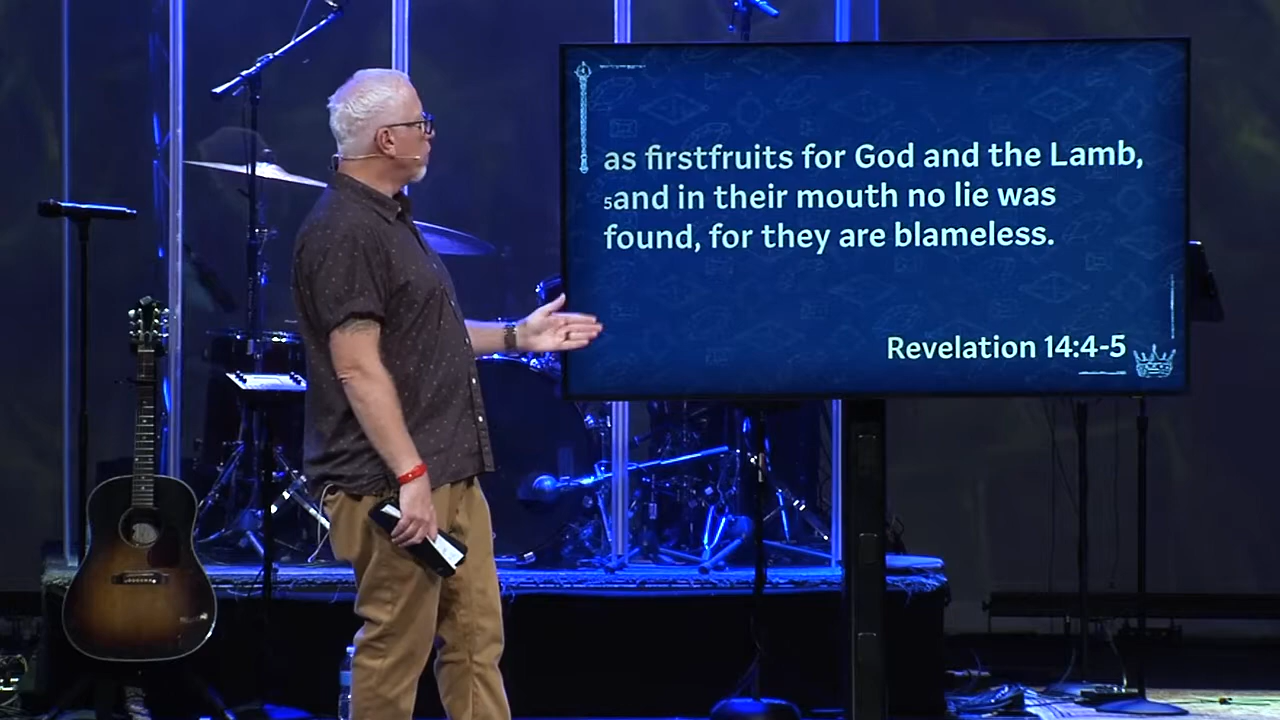 as firstfruits for God and the Lamb,
5and in their mouth no lie was
found, for they are blameless.
Revelation 14:4-5